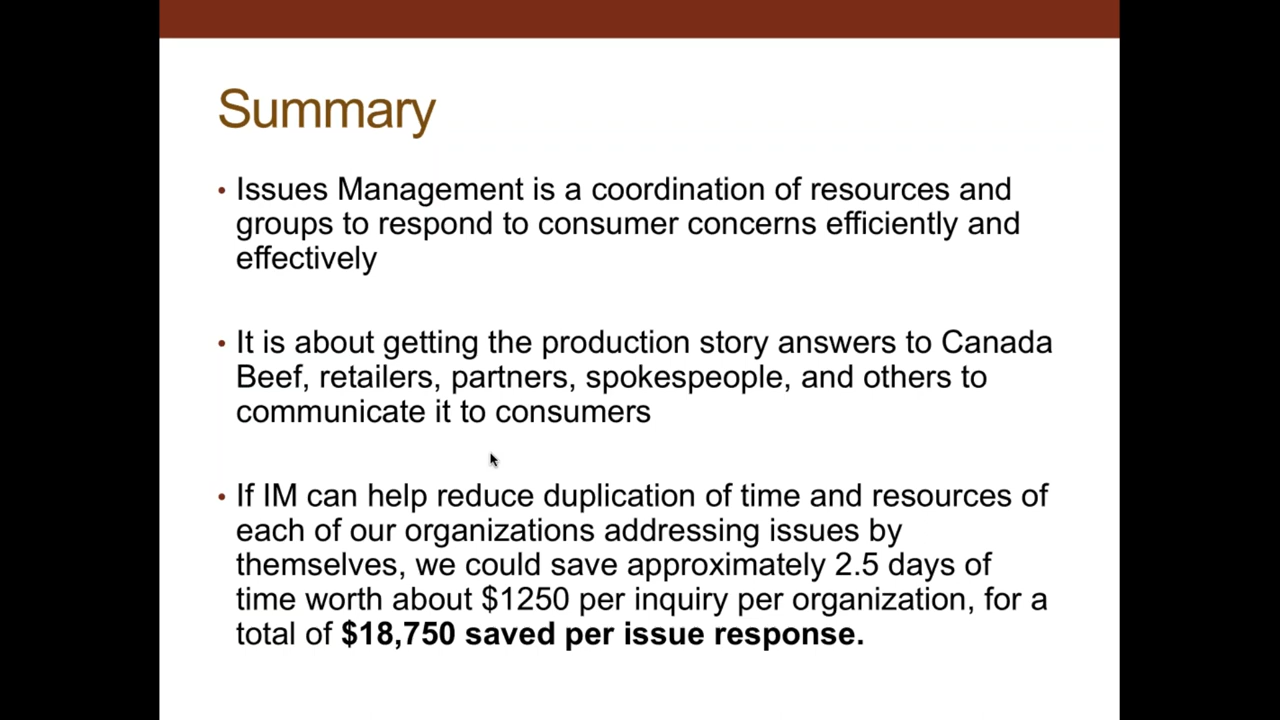 Summary
• Issues Management is a coordination of resources and
groups to respond to consumer concerns efficiently and
effectively
• It is about getting the production story answers to Canada
Beef, retailers, partners, spokespeople, and others to
communicate it to consumers
• If IM can help reduce duplication of time and resources of
each of our organizations addressing issues by
themselves, we could save approximately 2.5 days of
time worth about $1250 per inquiry per organization, for a
total of $18,750 saved per issue response.